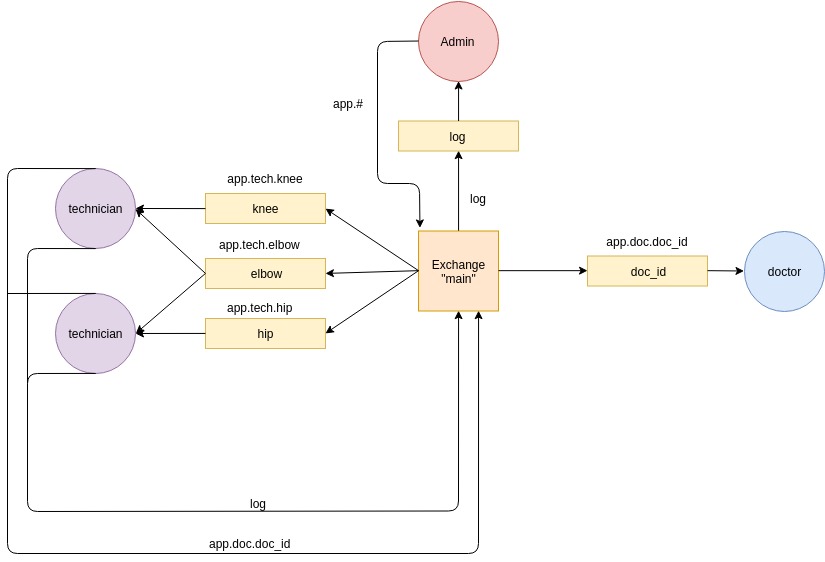 Admin
app.#
log
log
app.tech.knee
knee
technician
app.tech.elbow
elbow
app.tech.hip
hip
technician
Exchange
"main"
app.doc.doc_id
doc_id
doctor
log
app.doc.doc_id